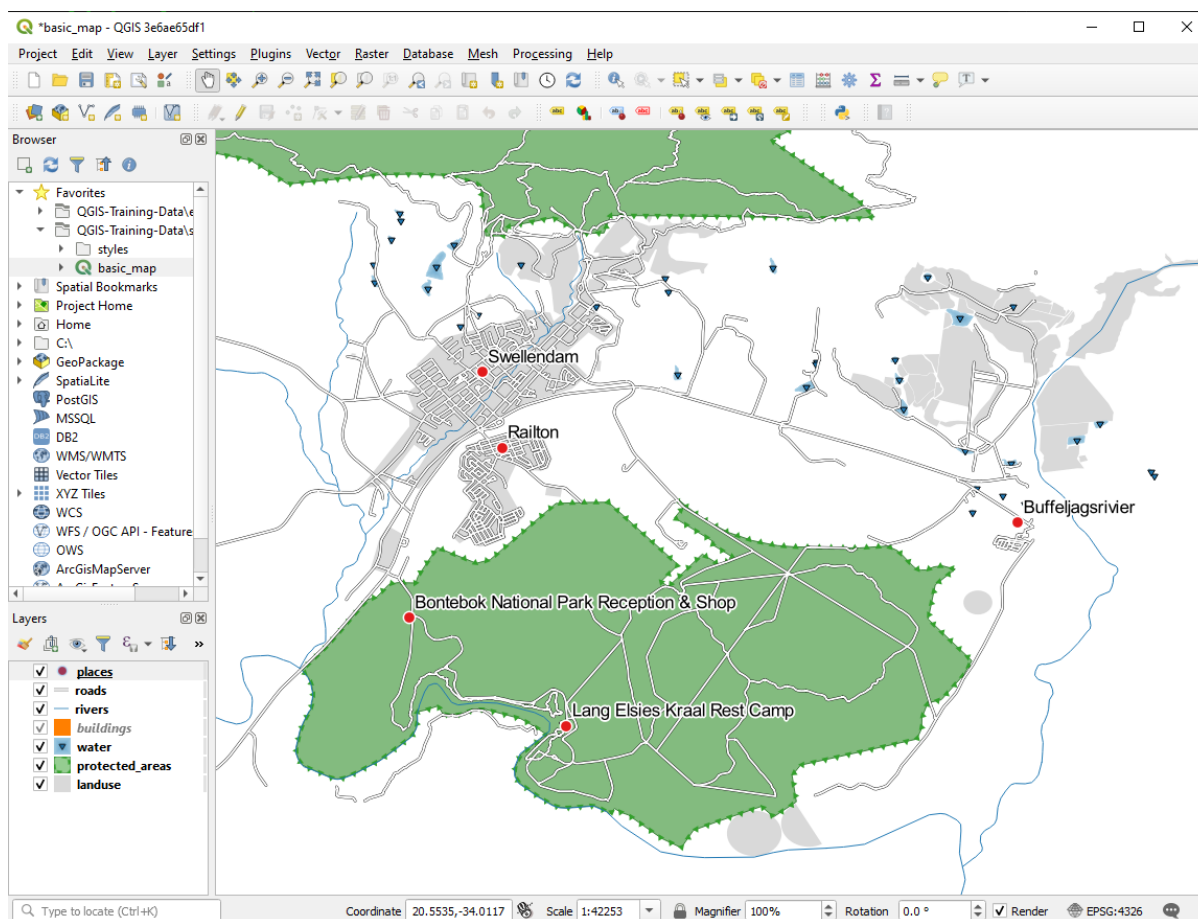 *basic_map - QGIS 3e6ae65df1
Project Edit View Layer Settings Plugins Vector Raster Database Mesh Processing Help
Browser
Favorites
QGIS-Training-Data\e
QGIS-Training-Data\s
styles
basic_map
Spatial Bookmarks
Project Home
Home
C:\
GeoPackage
SpatiaLite
PostGIS
MSSQL
DB2
WMS/WMTS
Vector Tiles
XYZ Tiles
WCS
WFS / OGC API - Feature
OWS
ArcGisMapServer
Layers
places
roads
rivers
buildings
water
protected_areas
landuse
Swellendam
Railton
Buffeljagsrivier
Bontebok National Park Reception & Shop
Lang Elsies Kraal Rest Camp
Type to locate (Ctrl+K) Coordinate 20.5535,-34.0117 Scale 1:42253 Magnifier 100% Rotation 0.0 ° Render EPSG:4326